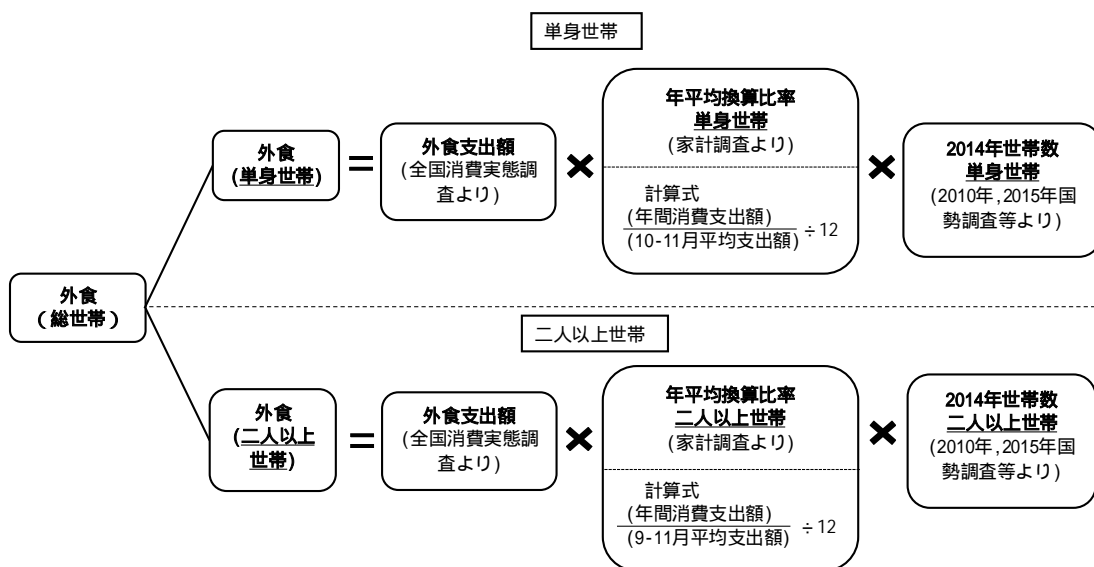 単身世帯
外食
(単身世帯)
=
外食支出額
(全国消費実態調
査より)
×
年平均換算比率
単身世帯
(家計調査より)
計算式
(年間消費支出額)
(10-11月平均支出額)
÷12
×
2014年世帯数
単身世帯
(2010年,2015年国
勢調査等より)
外食
(総世帯)
二人以上世帯
外食
(二人以上
世帯)
=
外食支出額
(全国消費実態調
査より)
×
年平均換算比率
二人以上世帯
(家計調査より)
計算式
(年間消費支出額)
(9-11月平均支出額)
÷12
×
2014年世帯数
二人以上世帯
(2010年,2015年国
勢調査等より)